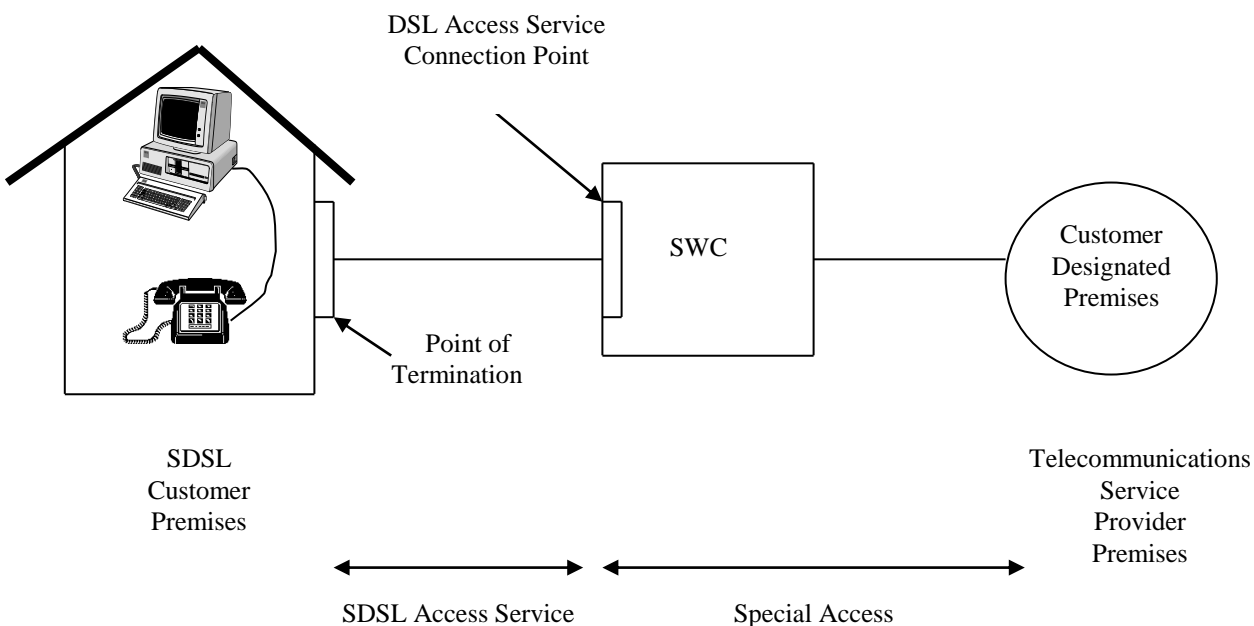 DSL Access Service
Connection Point
SWC
Customer
Designated
Premises
Point of
Termination
SDSL
Customer
Premises
Telecommunications
Service
Provider
Premises
SDSL Access Service
Special Access